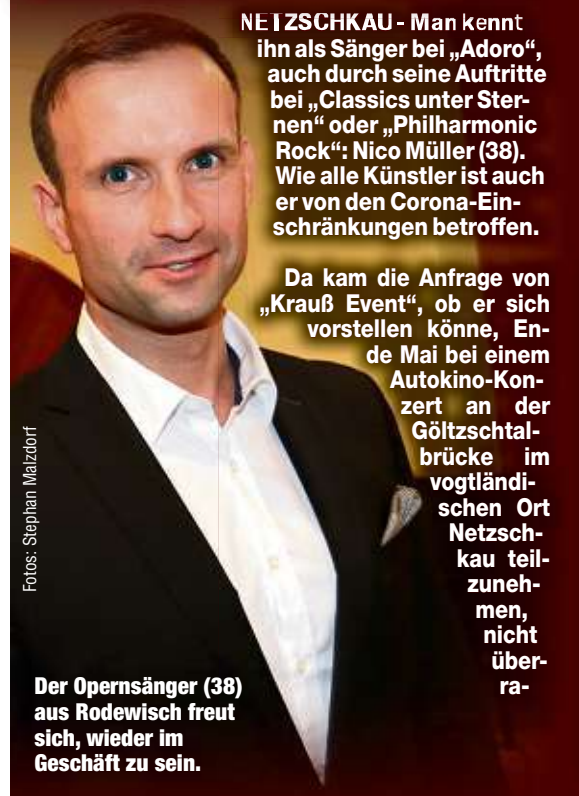 NETZSCHKAU - Man kennt
ihn als Sänger bei „Adoro“,
auch durch seine Auftritte
bei „Classics unter Ster-
nen“ oder „Philharmonic
Rock“: Nico Müller (38).
Wie alle Künstler ist auch
er von den Corona-Ein-
schränkungen betroffen.
Da kam die Anfrage von
„Krauß Event“, ob er sich
vorstellen könne, En-
de Mai bei einem
Autokino-Kon-
zert an der
Göltzschtal-
brücke im
vogtländi-
schen Ort
Netzsch-
kau teil-
zuneh-
men,
nicht
über-
ra-
Fotos: Stephan Malzdorf
Der Opernsänger (38)
aus Rodewisch freut
sich, wieder im
Geschäft zu sein.